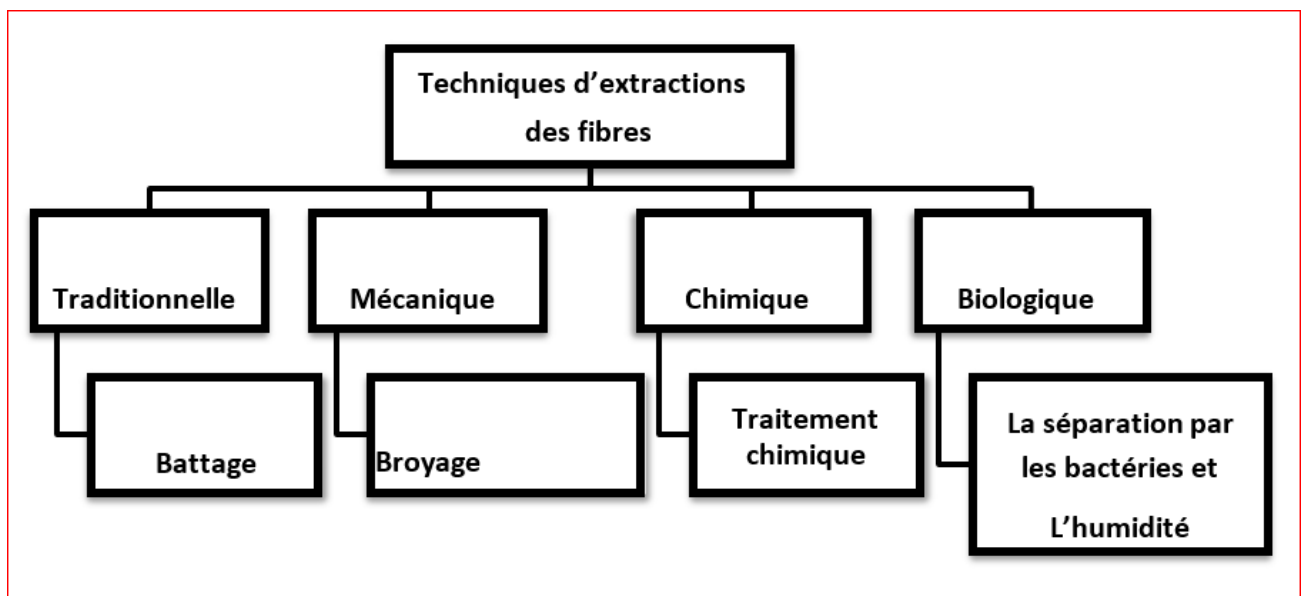 Techniques d’extractions
des fibres
Traditionnelle
Mécanique
Chimique
Biologique
Battage
Broyage
Traitement
chimique
La séparation par
les bactéries et
L’humidité